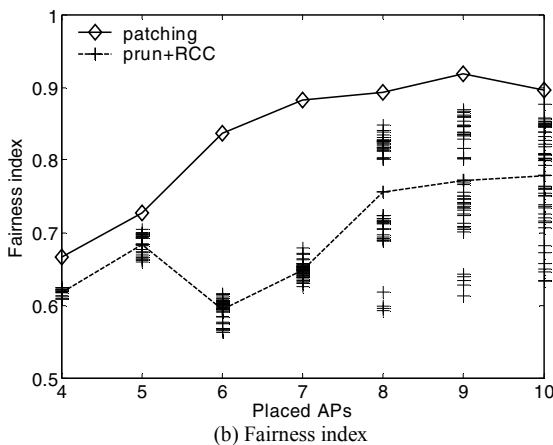 1
0.9
0.8
0.7
0.6
0.5
Fairness index
patching
prun+RCC
4 5 6 7 8 9 10
Placed APs
(b) Fairness index